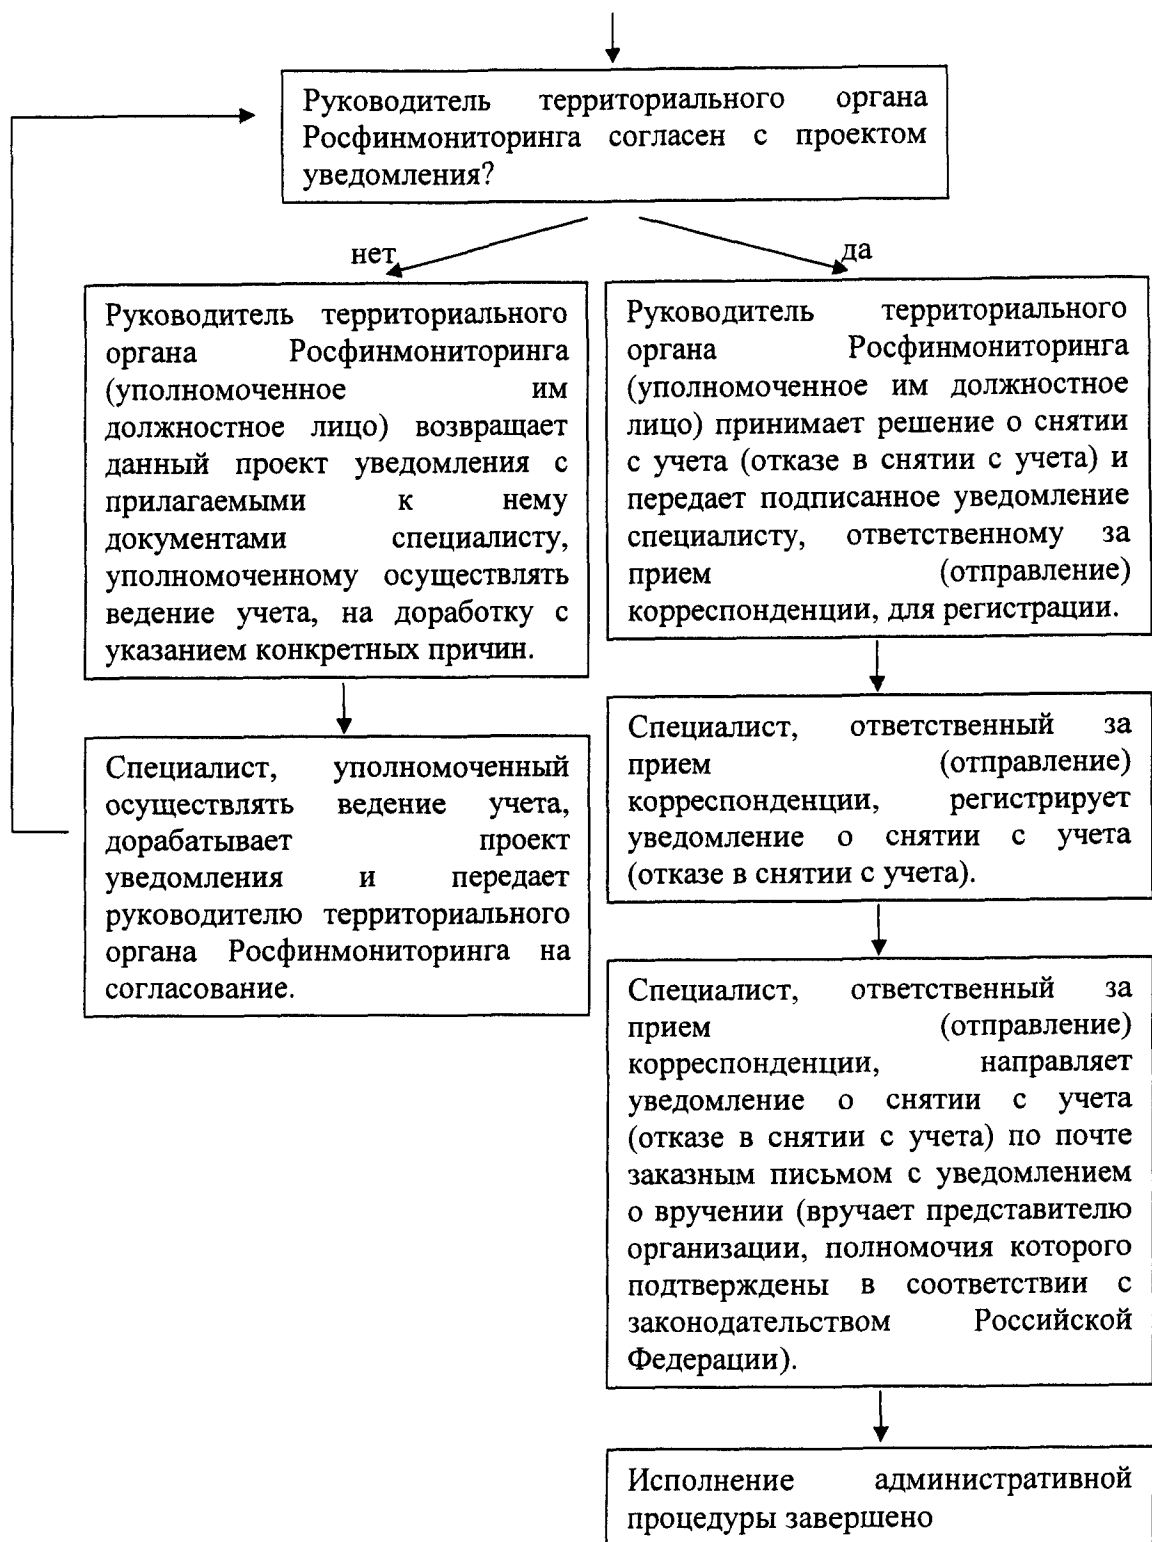 Руководитель территориального органа
Росфинмониторинга согласен с проектом
уведомления?
нет
да
Руководитель территориального
органа Росфинмониторинга
(уполномоченное им
должностное лицо) возвращает
данный проект уведомления с
прилагаемыми к нему
документами специалисту,
уполномоченному осуществлять
ведение учета, на доработку с
указанием конкретных причин.
Специалист, уполномоченный
осуществлять ведение учета,
дорабатывает проект
уведомления и передает
руководителю территориального
органа Росфинмониторинга на
согласование.
Руководитель территориального
органа Росфинмониторинга
(уполномоченное им должностное
лицо) принимает решение о снятии
с учета (отказе в снятии с учета) и
передает подписанное уведомление
специалисту, ответственному за
прием (отправление)
корреспонденции, для регистрации.
Специалист, ответственный за
прием (отправление)
корреспонденции, регистрирует
уведомление о снятии с учета
(отказе в снятии с учета).
Специалист, ответственный за
прием (отправление)
корреспонденции, направляет
уведомление о снятии с учета
(отказе в снятии с учета) по почте
заказным письмом с уведомлением
о вручении (вручает представителю
организации, полномочия которого
подтверждены в соответствии с
законодательством Российской
Федерации).
Исполнение административной
процедуры завершено